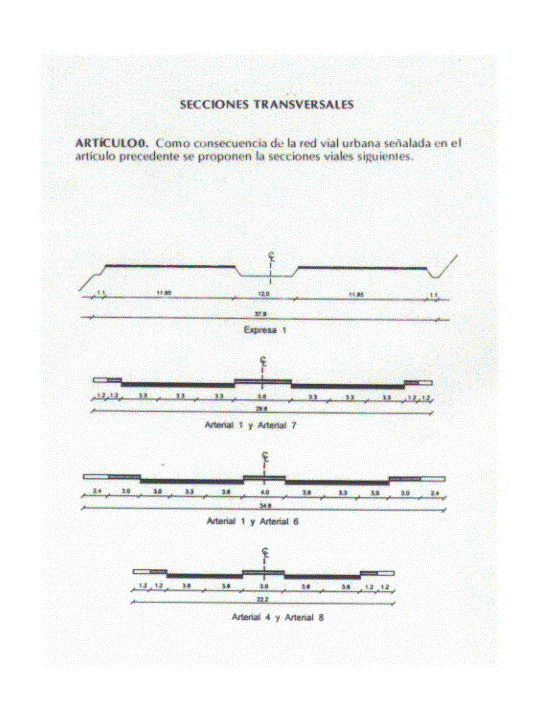 SECCIONES TRANSVERSALES
ARTÍCULO0. Como consecuencia de la red vial urbana señalada en el
artículo precedente se proponen la secciones viales siguientes.
1.1 11.85 12.0 11.85 1.1
37.9
Expresa 1
1.2 1.2 3.3 3.3 3.3 3.3 3.3 3.3 1.2 1.2
Arterial 1 y Arterial 7
2.4 3.0 3.3 3.6 4.0 3.6 3.3 3.0 2.4
34.6
Arterial 1 y Arterial 6
1.2 1.2 3.6 3.6 3.0 3.6 3.6 1.2 1.2
22.2
Arterial 4 y Arterial 8